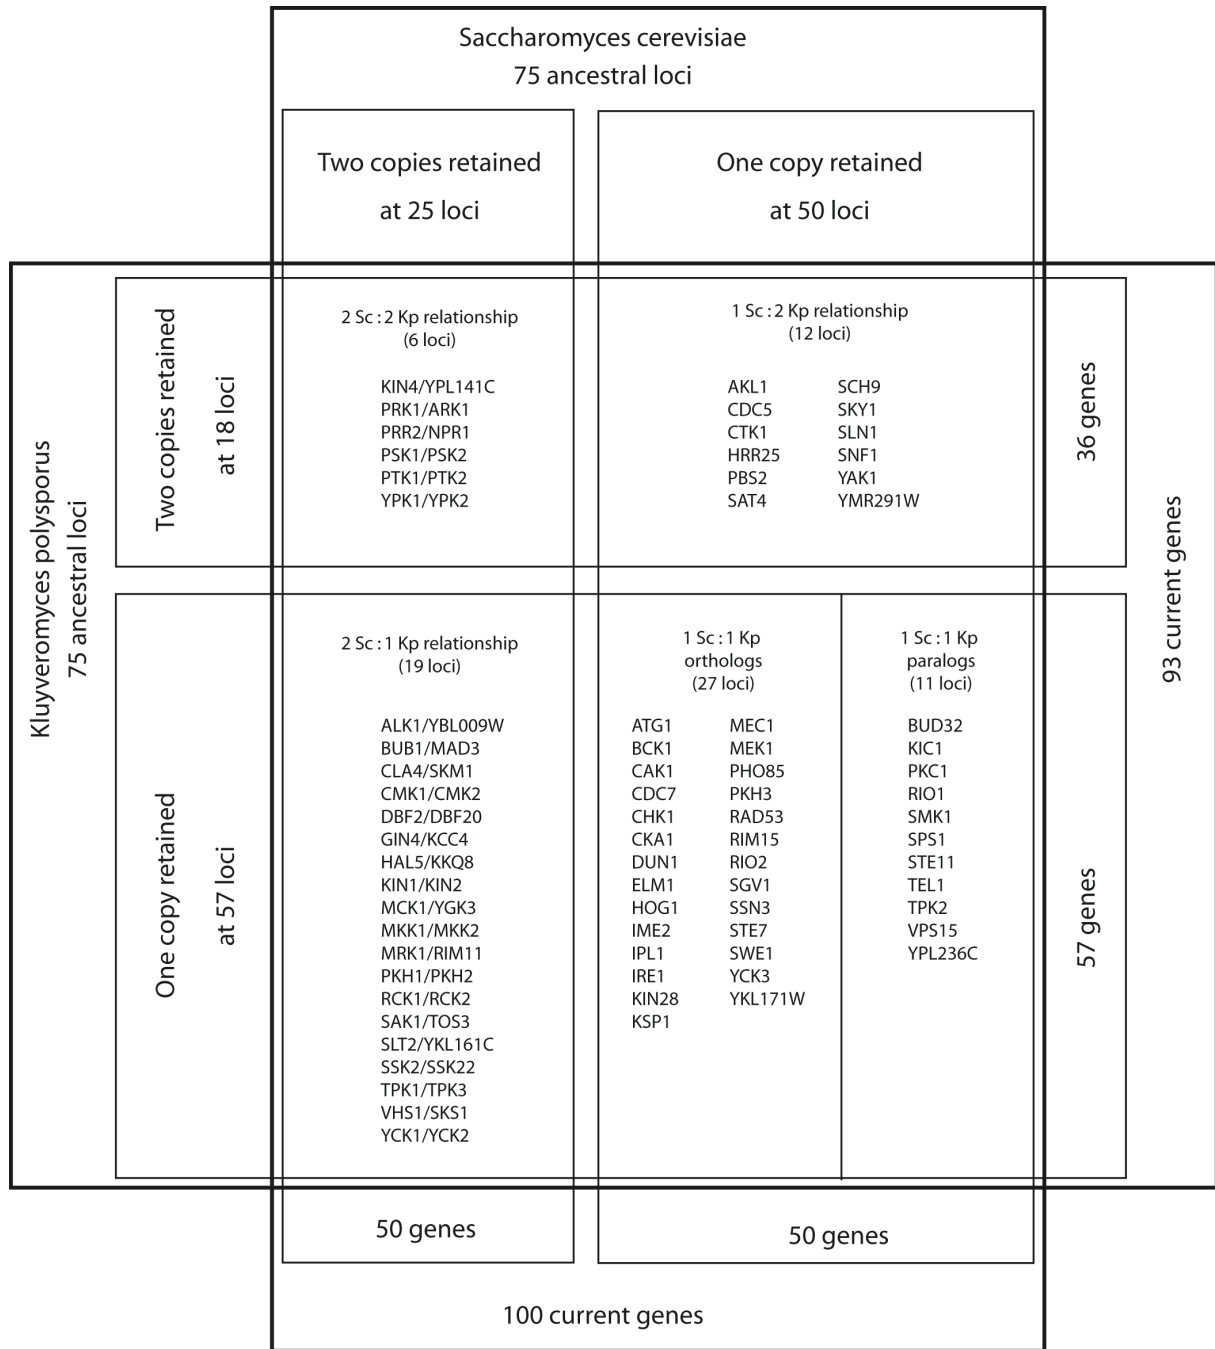 Saccharomyces cerevisiae
75 ancestral loci
Two copies retained
at 25 loci
One copy retained
at 50 loci
Kluyveromyces polysporus
75 ancestral loci
Two copies retained
at 18 loci
2 Sc : 2 Kp relationship
(6 loci)
KIN4/YPL141C
PRK1/ARK1
PRR2/NPR1
PSK1/PSK2
PTK1/PTK2
YPK1/YPK2
1 Sc : 2 Kp relationship
(12 loci)
AKL1
CDC5
CTK1
HRR25
PBS2
SAT4
SCH9
SKY1
SLN1
SNF1
YAK1
YMR291W
36 genes
93 current genes
One copy retained
at 57 loci
2 Sc : 1 Kp relationship
(19 loci)
ALK1/YBL009W
BUB1/MAD3
CLA4/SKM1
CMK1/CMK2
DBF2/DBF20
GIN4/KCC4
HAL5/KKQ8
KIN1/KIN2
MCK1/YGK3
MKK1/MKK2
MRK1/RIM11
PKH1/PKH2
RCK1/RCK2
SAK1/TOS3
SLT2/YKL161C
SSK2/SSK22
TPK1/TPK3
VHS1/SKS1
YCK1/YCK2
1 Sc : 1 Kp
orthologs
(27 loci)
ATG1
BCK1
CAK1
CDC7
CHK1
CKA1
DUN1
ELM1
HOG1
IME2
IPL1
IRE1
KIN28
KSP1
MEC1
MEK1
PHO85
PKH3
RAD53
RIM15
RIO2
SGV1
SSN3
STE7
SWE1
YCK3
YKL171W
1 Sc : 1 Kp
paralogs
(11 loci)
BUD32
KIC1
PKC1
RIO1
SMK1
SPS1
STE11
TEL1
TPK2
VPS15
YPL236C
57 genes
50 genes
50 genes
100 current genes